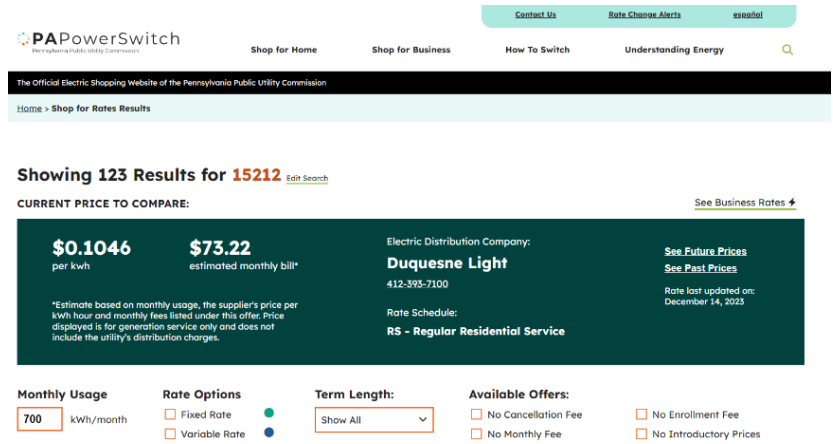 Contact Us Rate Change Alerts español
PAPowerSwitch
Pennsylvania Public Utility Commission
Shop for Home Shop for Business How To Switch Understanding Energy
The Official Electric Shopping Website of the Pennsylvania Public Utility Commission
Home > Shop for Rates Results
Showing 123 Results for 15212 Edit Search
CURRENT PRICE TO COMPARE:
See Business Rates
$0.1046
per kwh
$73.22
estimated monthly bill*
*Estimate based on monthly usage, the supplier's price per
kWh hour and monthly fees listed under this offer. Price
displayed is for generation service only and does not
include the utility's distribution charges.
Electric Distribution Company:
Duquesne Light
412-393-7100
Rate Schedule:
RS - Regular Residential Service
See Future Prices
See Past Prices
Rate last updated on:
December 14, 2023
Monthly Usage
700 kWh/month
Rate Options
Fixed Rate
Variable Rate
Term Length:
Show All
Available Offers:
No Cancellation Fee
No Monthly Fee
No Enrollment Fee
No Introductory Prices